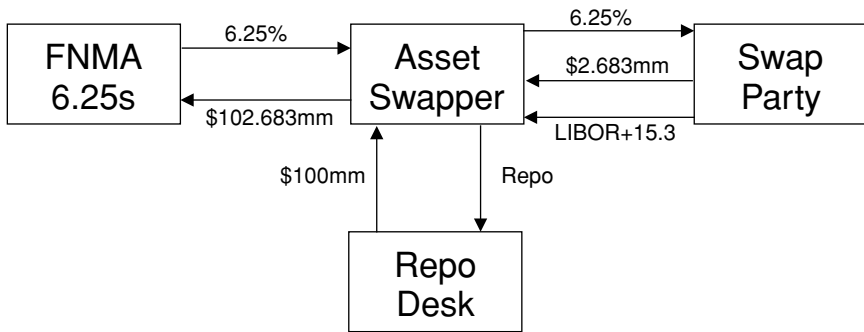 6.25%
6.25%
FNMA
6.25s
Asset
Swapper
Swap
Party
$2.683mm
$102.683mm
LIBOR+15.3
$100mm
Repo
Repo
Desk